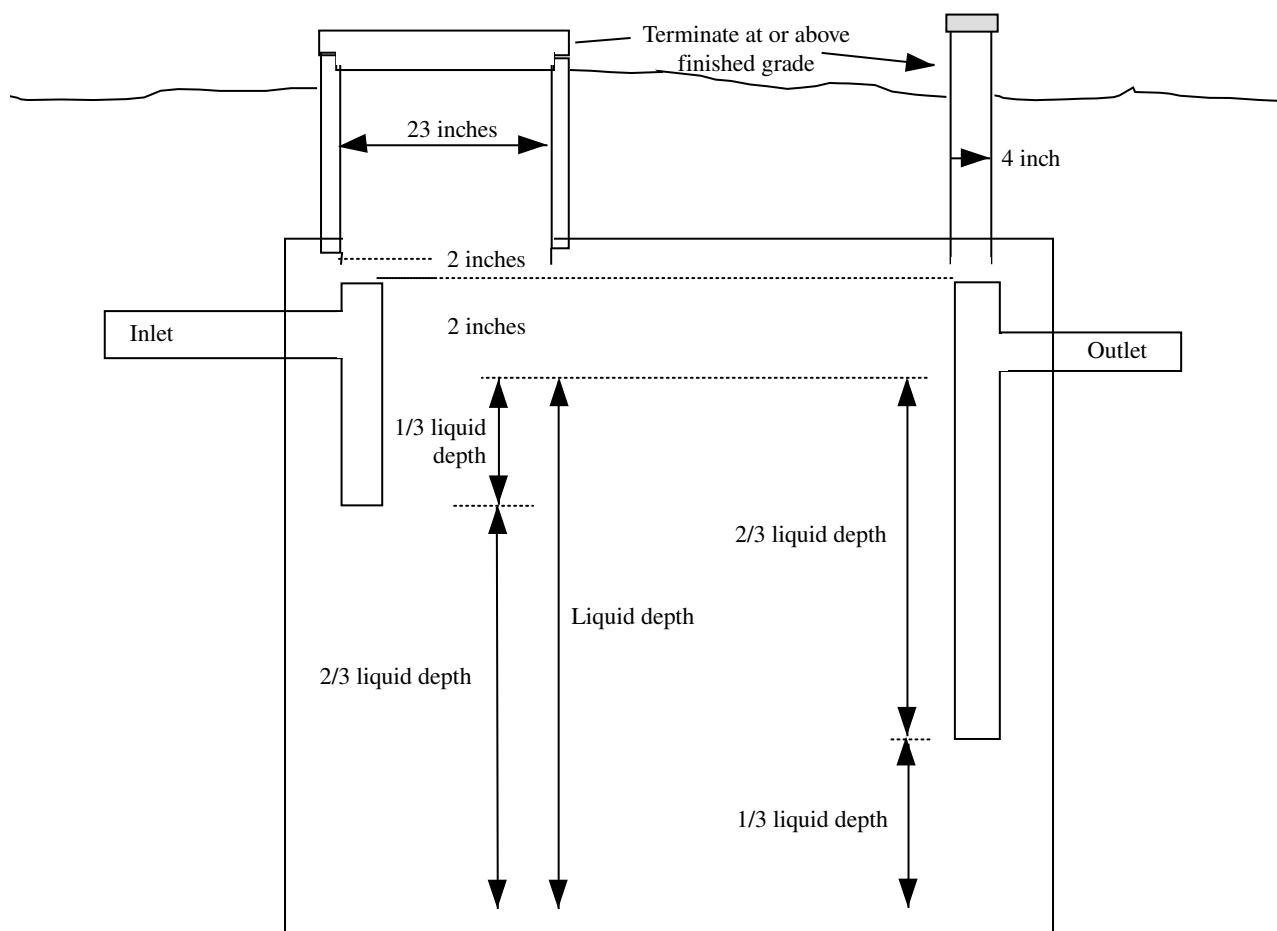 Terminate at or above
finished grade
23 inches
4 inch
2 inches
Inlet
2 inches
Outlet
1/3 liquid
depth
2/3 liquid depth
Liquid depth
2/3 liquid depth
1/3 liquid depth